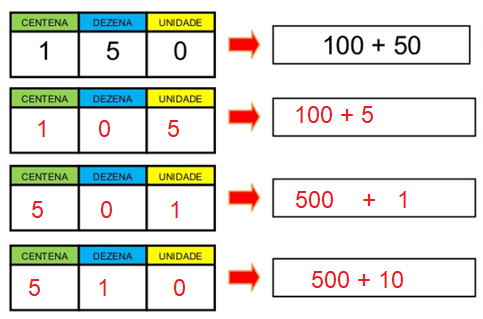 CENTENA DEZENA UNIDADE
1 5 0 100 + 50
CENTENA DEZENA UNIDADE
1 0 5 100 + 5
CENTENA DEZENA UNIDADE
5 0 1 500 + 1
CENTENA DEZENA UNIDADE
5 1 0 500 + 10